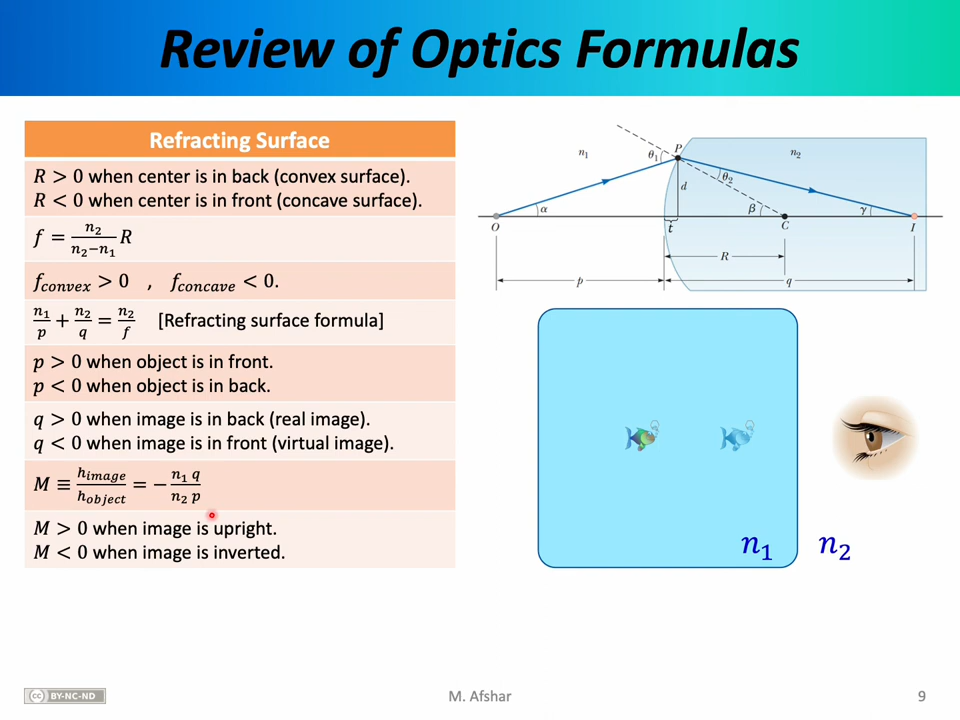 Review of Optics Formulas
Refracting Surface
R > 0 when center is in back (convex surface).
R < 0 when center is in front (concave surface).
f = n₂/(n₂−n₁) R
f_convex > 0 , f_concave < 0.
n₁/p + n₂/q = n₂/f [Refracting surface formula]
p > 0 when object is in front.
p < 0 when object is in back.
q > 0 when image is in back (real image).
q < 0 when image is in front (virtual image).
M ≡ h_image/h_object = − n₁ q / n₂ p
M > 0 when image is upright.
M < 0 when image is inverted.
n₁ θ₁ P n₂
θ₂
d
α β γ
O t C I
R
p q
n₁ n₂
cc BY-NC-ND
M. Afshar
9